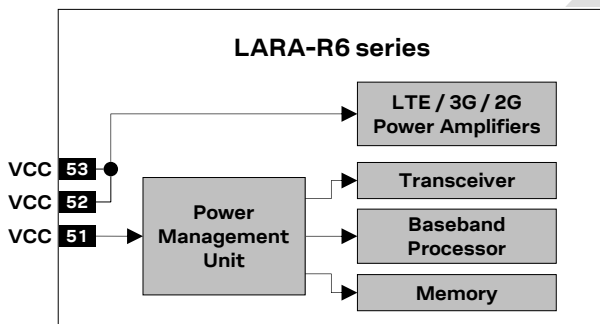 LARA-R6 series
LTE / 3G / 2G
Power Amplifiers
VCC 53
VCC 52
VCC 51
Power
Management
Unit
Transceiver
Baseband
Processor
Memory